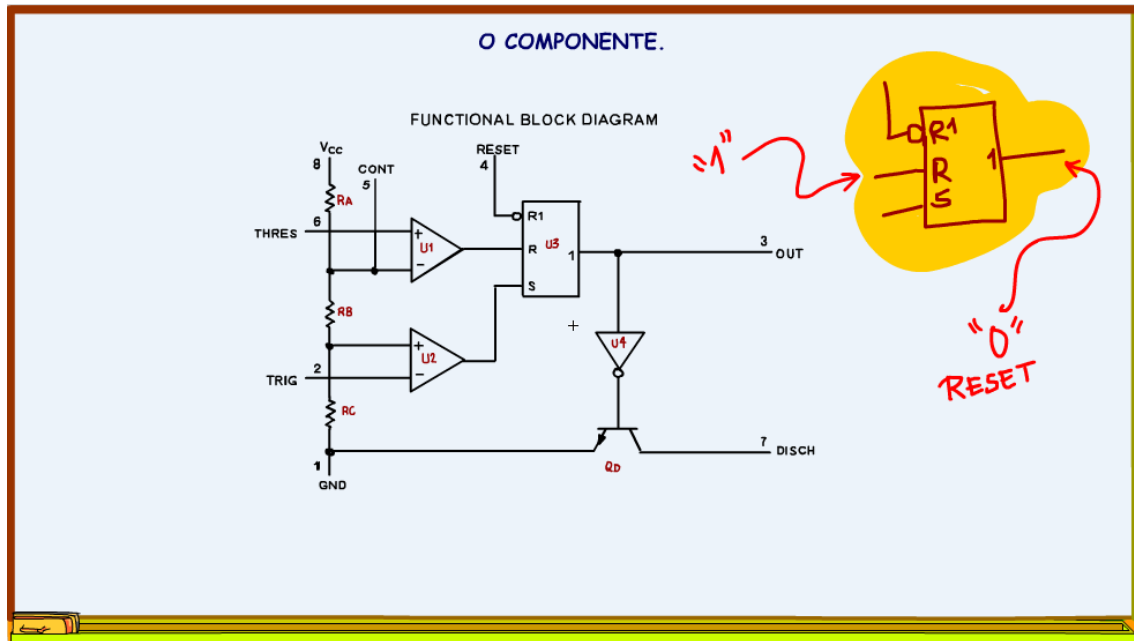 O COMPONENTE.
FUNCTIONAL BLOCK DIAGRAM
VCC
8
CONT
5
RESET
4
RA
6
THRES
+
U1
−
R1
R
U3
1
S
3
OUT
RB
+
U2
−
2
TRIG
RC
U4
1
GND
QD
7
DISCH
R1
R
1
S
"1"
"0"
RESET